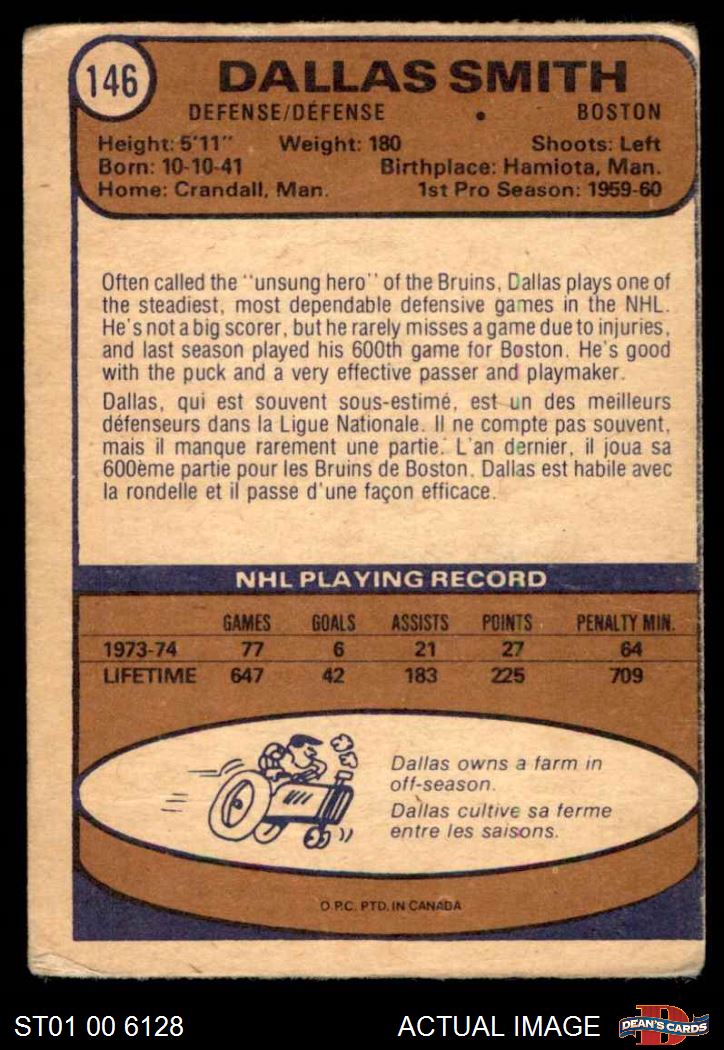 146
DALLAS SMITH
DEFENSE/DÉFENSE • BOSTON
Height: 5'11" Weight: 180 Shoots: Left
Born: 10-10-41 Birthplace: Hamiota, Man.
Home: Crandall, Man. 1st Pro Season: 1959-60
Often called the "unsung hero" of the Bruins, Dallas plays one of
the steadiest, most dependable defensive games in the NHL.
He's not a big scorer, but he rarely misses a game due to injuries,
and last season played his 600th game for Boston. He's good
with the puck and a very effective passer and playmaker.
Dallas, qui est souvent sous-estimé, est un des meilleurs
défenseurs dans la Ligue Nationale. Il ne compte pas souvent,
mais il manque rarement une partie. L'an dernier, il joua sa
600ème partie pour les Bruins de Boston. Dallas est habile avec
la rondelle et il passe d'une façon efficace.
NHL PLAYING RECORD
GAMES GOALS ASSISTS POINTS PENALTY MIN.
1973-74 77 6 21 27 64
LIFETIME 647 42 183 225 709
Dallas owns a farm in
off-season.
Dallas cultive sa ferme
entre les saisons.
O.P.C. PTD. IN CANADA
ST01 00 6128 ACTUAL IMAGE
D
DEAN'S CARDS